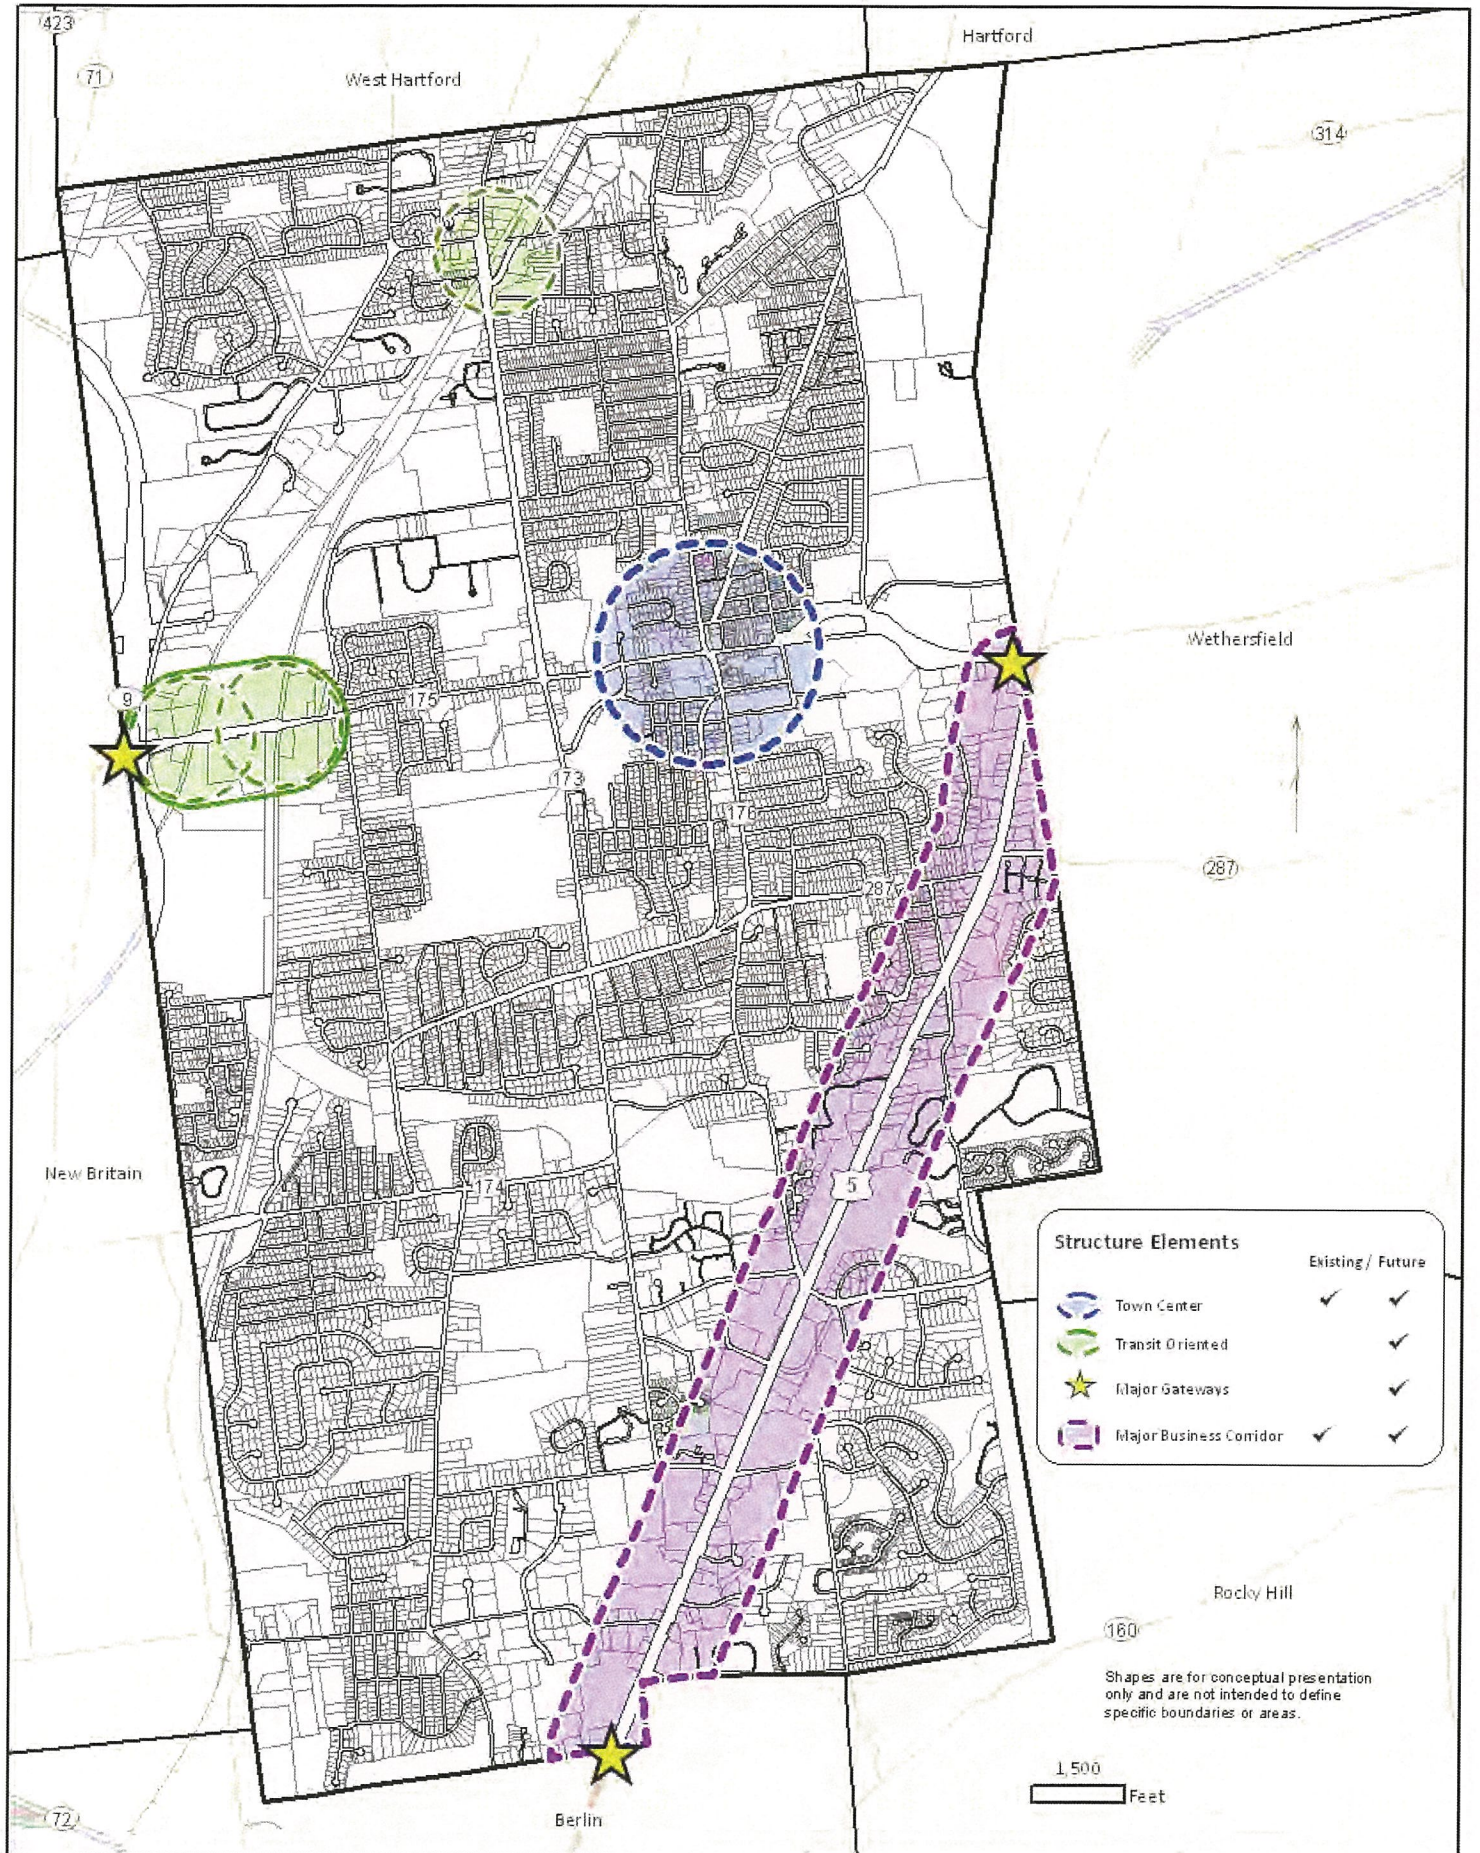 423
Hartford
71
West Hartford
314
Wethersfield
9
175
173
176
287
287
New Britain
174
5
Structure Elements
Existing / Future
Town Center ✓ ✓
Transit Oriented ✓
Major Gateways ✓
Major Business Corridor ✓ ✓
Rocky Hill
160
Shapes are for conceptual presentation
only and are not intended to define
specific boundaries or areas.
1,500
Feet
72
Berlin